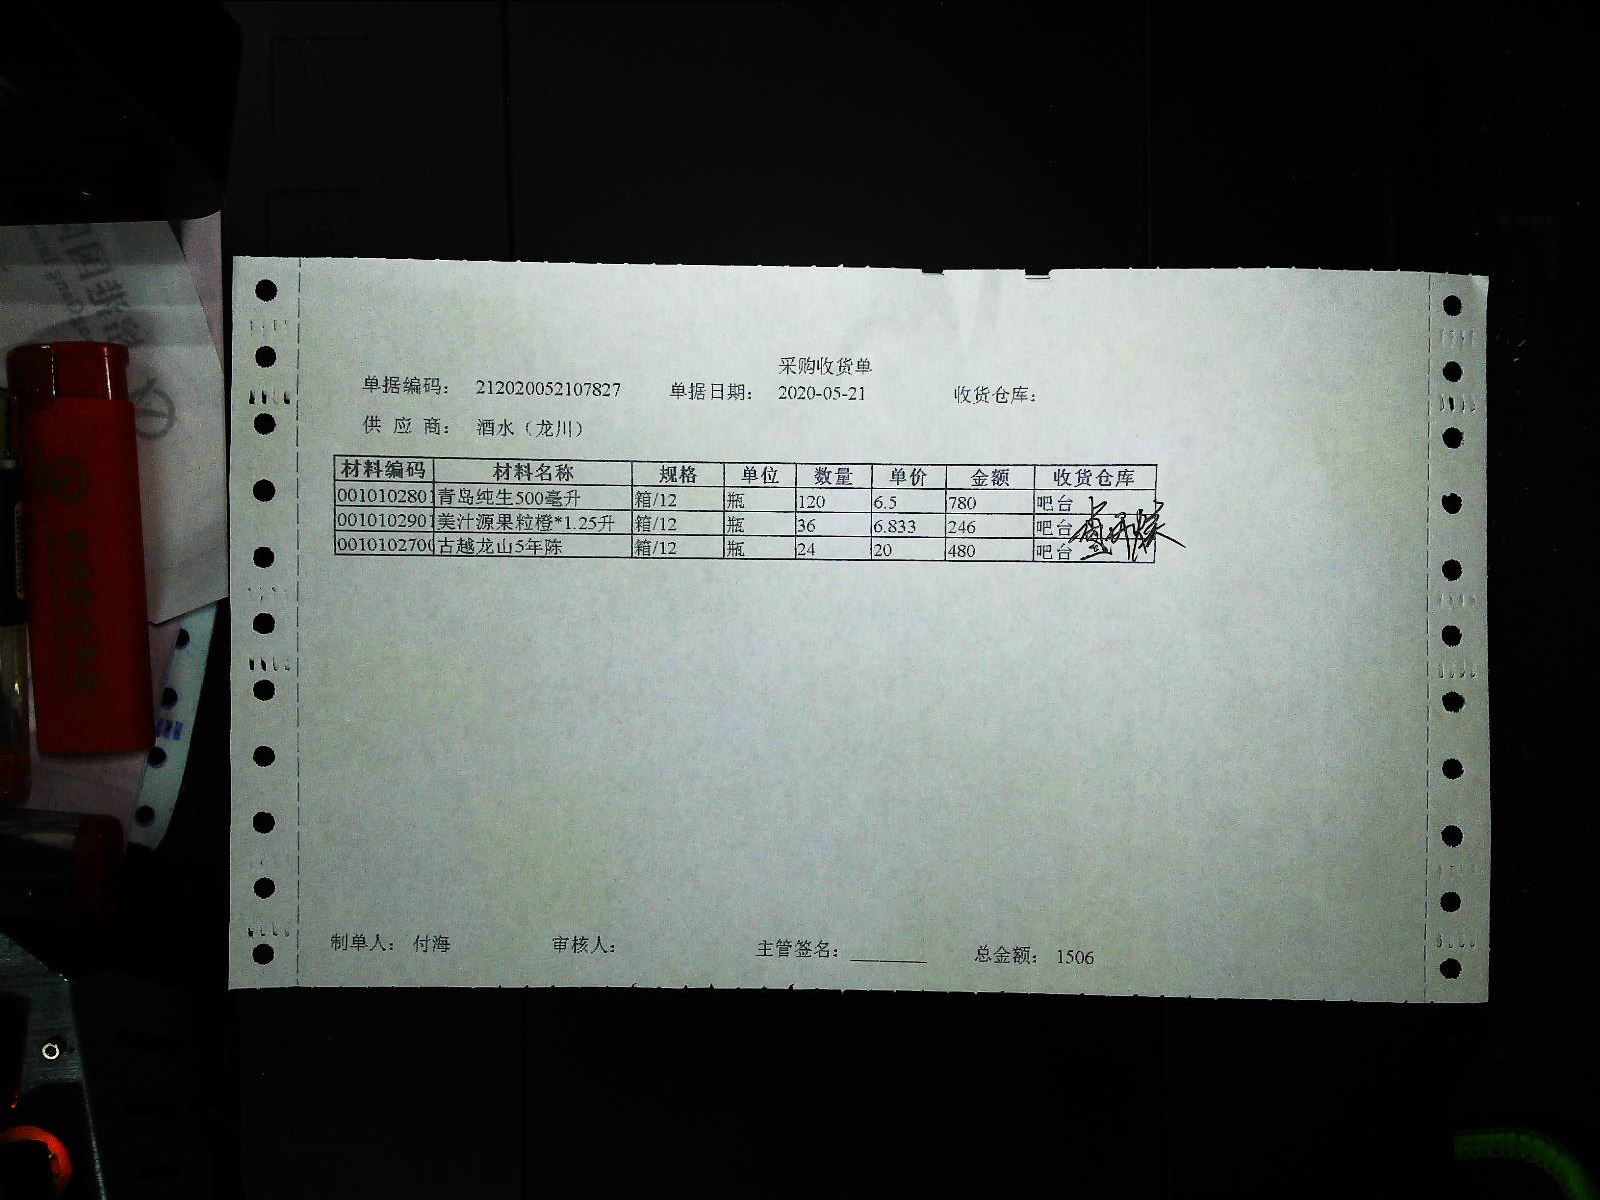 采购收货单
单据编码: 212020052107827 单据日期: 2020-05-21 收货仓库:
供 应 商: 酒水（龙川）
材料编码 材料名称 规格 单位 数量 单价 金额 收货仓库
0010102801 青岛纯生500毫升 箱/12 瓶 120 6.5 780 吧台
0010102901 美汁源果粒橙*1.25升 箱/12 瓶 36 6.833 246 吧台
001010270 古越龙山5年陈 箱/12 瓶 24 20 480 吧台
制单人: 付海 审核人: 主管签名: 总金额: 1506